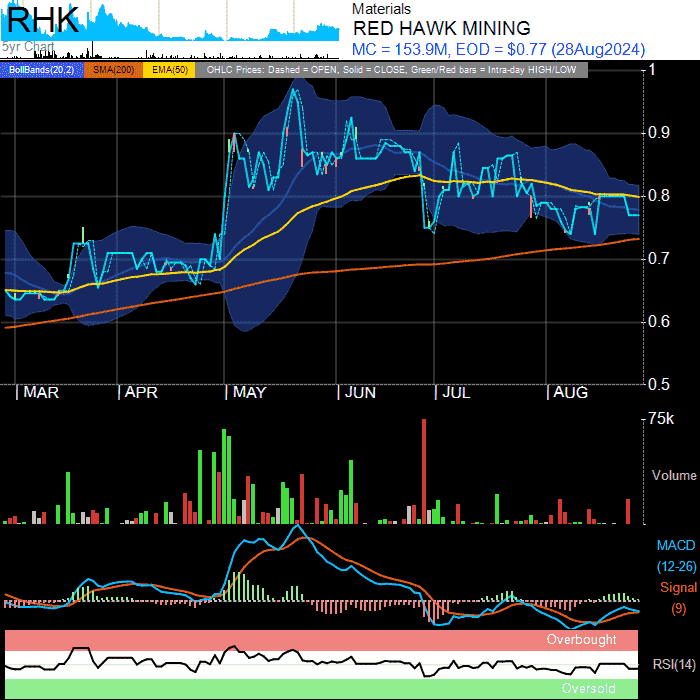 RHK
5yr Chart
Materials
RED HAWK MINING
MC = 153.9M, EOD = $0.77 (28Aug2024)
BollBands(20,2) SMA(200) EMA(50) OHLC Prices: Dashed = OPEN, Solid = CLOSE, Green/Red bars = Intra-day HIGH/LOW
1
0.9
0.8
0.7
0.6
0.5
MAR APR MAY JUN JUL AUG
75k
Volume
MACD
(12-26)
Signal
(9)
Overbought
RSI(14)
Oversold